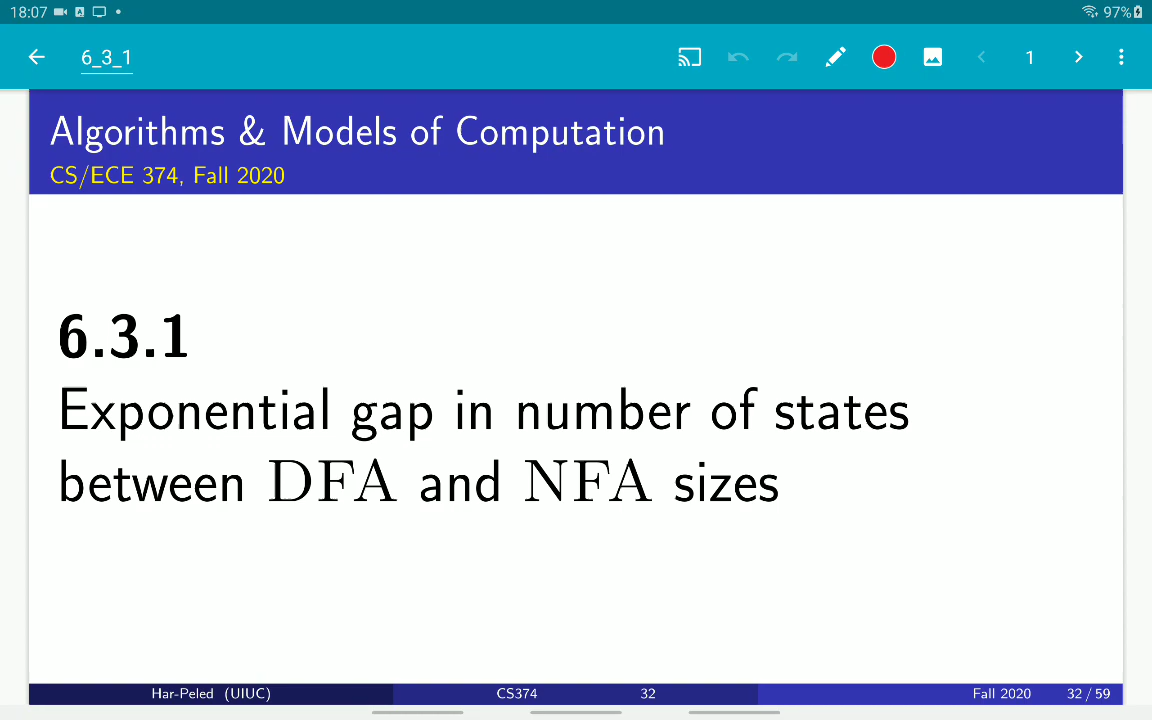 18:07 97%
6_3_1 1
Algorithms & Models of Computation
CS/ECE 374, Fall 2020
6.3.1
Exponential gap in number of states
between DFA and NFA sizes
Har-Peled (UIUC) CS374 32 Fall 2020 32 / 59